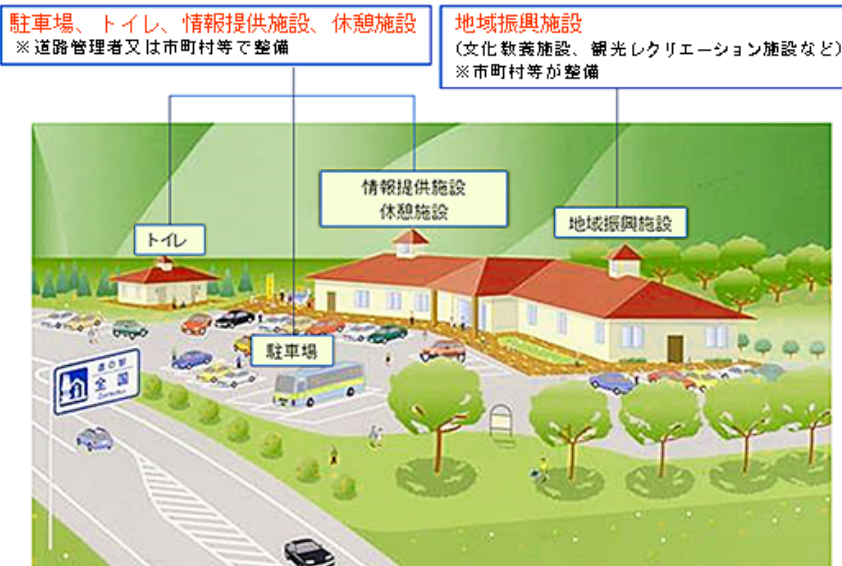 駐車場、トイレ、情報提供施設、休憩施設
※道路管理者又は市町村等で整備
地域振興施設
(文化教義施設、観光レクリエーション施設など)
※市町村等が整備
情報提供施設
休憩施設
トイレ
地域振興施設
駐車場
道の駅
全国